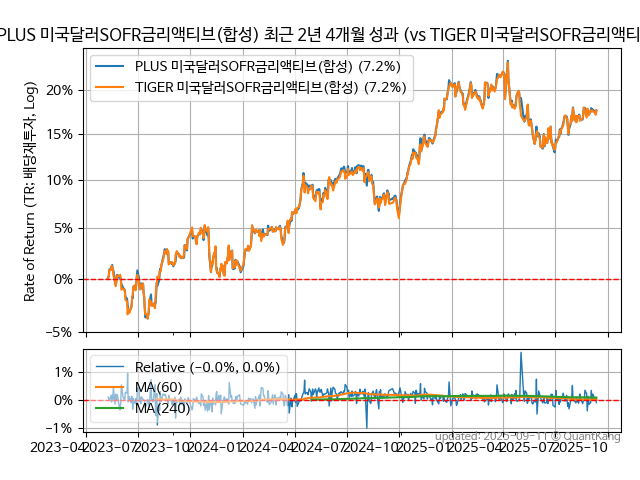 PLUS 미국달러SOFR금리액티브(합성) 최근 2년 4개월 성과 (vs TIGER 미국달러SOFR금리액티
Rate of Return (TR: 배당재투자, Log)
PLUS 미국달러SOFR금리액티브(합성) (7.2%)
TIGER 미국달러SOFR금리액티브(합성) (7.2%)
20%
15%
10%
5%
0%
−5%
Relative (−0.0%, 0.0%)
MA(60)
MA(240)
1%
0%
−1%
2023-04 2023-07 2023-10 2024-01 2024-04 2024-07 2024-10 2025-01 2025-04 2025-07 2025-10
updated: 2025-09-11 ⓒ QuantKang